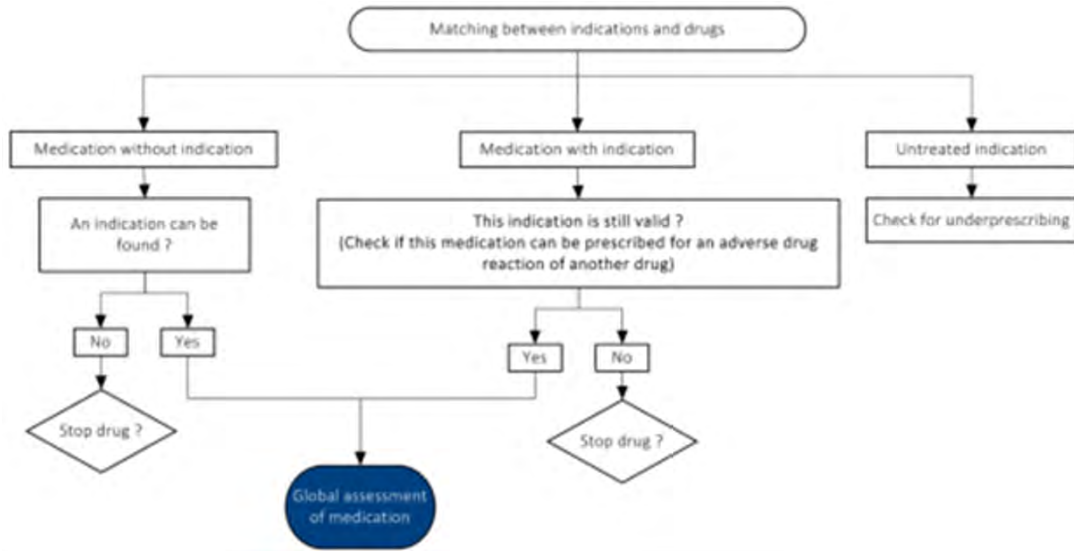 Matching between indications and drugs
Medication without indication
Medication with indication
Untreated indication
An indication can be
found ?
This indication is still valid ?
(Check if this medication can be prescribed for an adverse drug
reaction of another drug)
Check for underprescribing
No
Yes
Yes
No
Stop drug ?
Stop drug ?
Global assessment
of medication